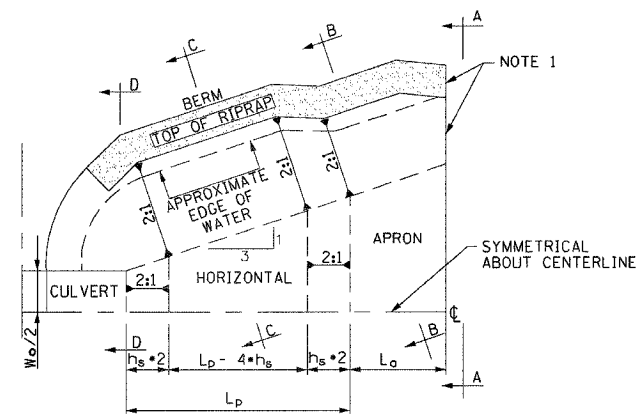 A
B
C
D
NOTE 1
BERM
TOP OF RIPRAP
2:1
2:1
2:1
APPROXIMATE
EDGE OF
WATER
1
3
APRON
SYMMETRICAL
ABOUT CENTERLINE
CULVERT
2:1
HORIZONTAL
2:1
℄
Wo/2
D
C
B
A
hs*2
Lp - 4*hs
hs*2
La
Lp